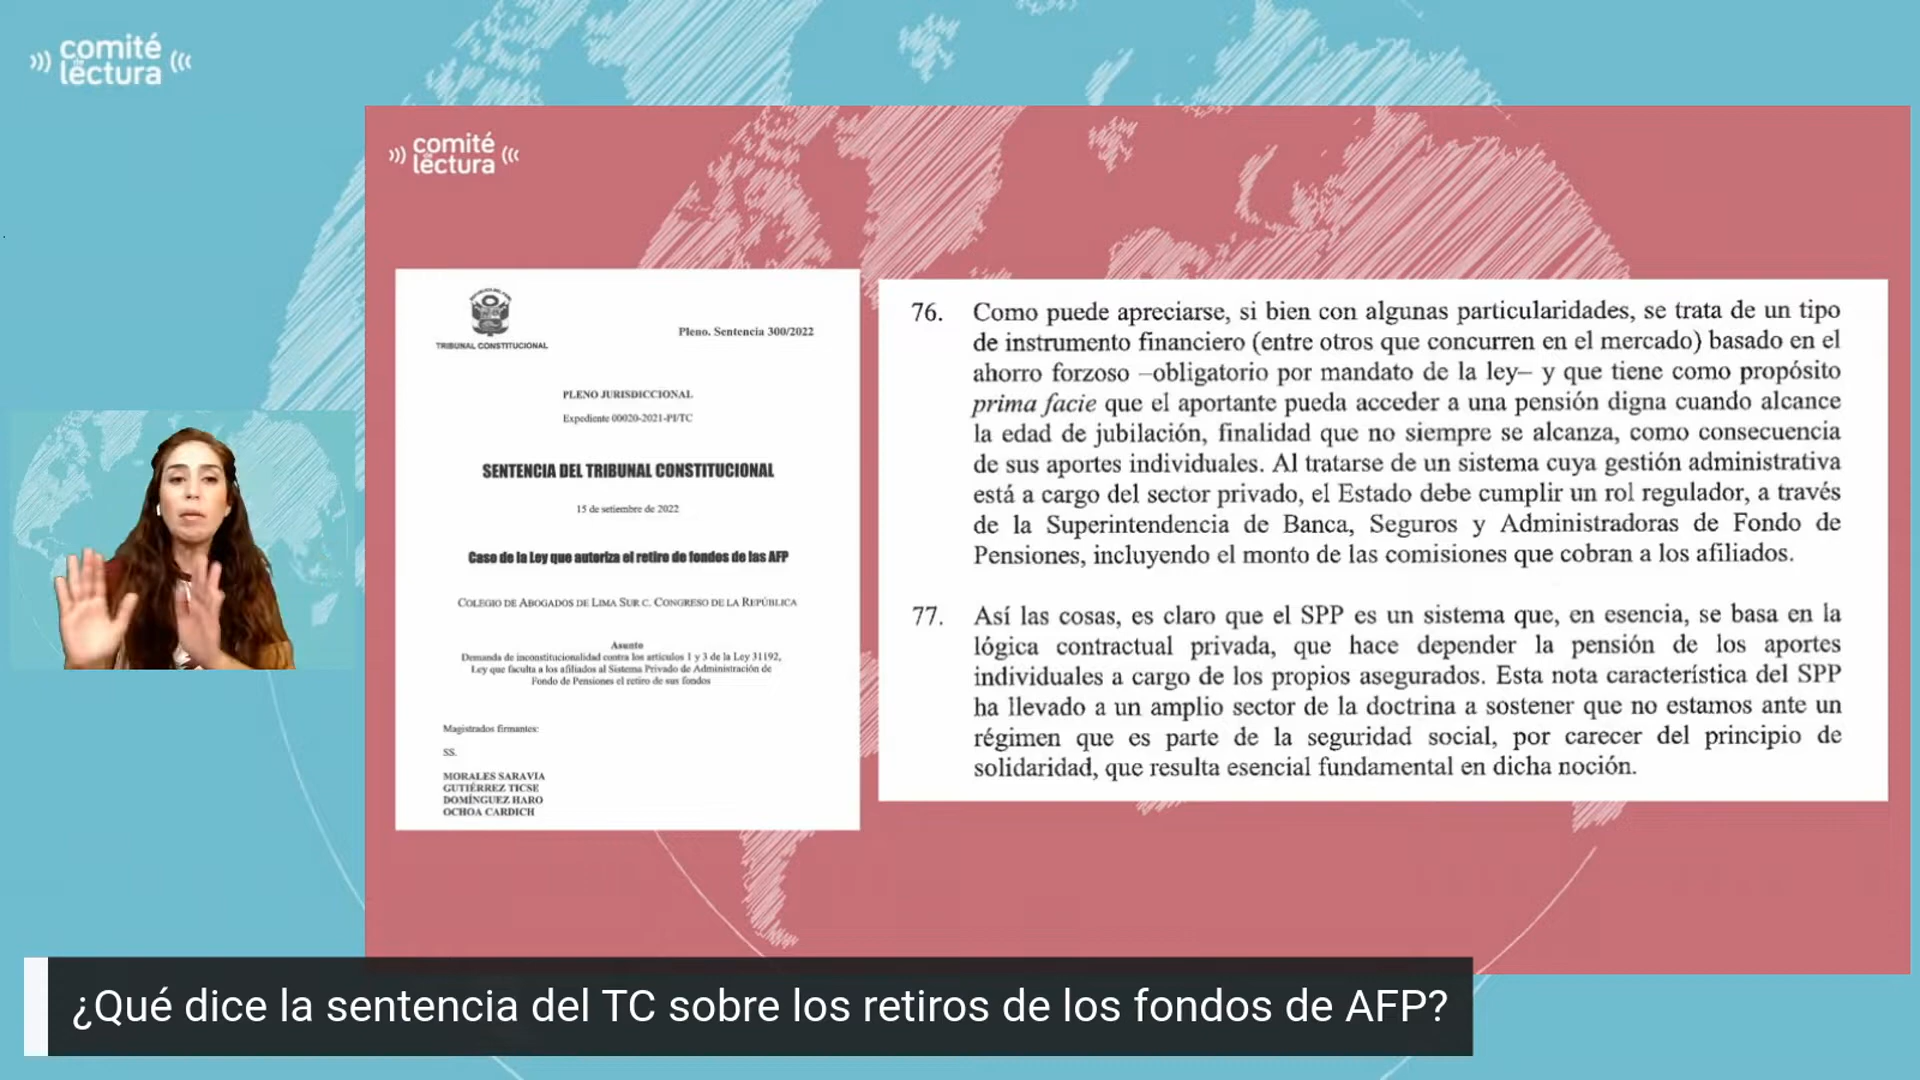 comité
de
lectura
comité
de
lectura
TRIBUNAL CONSTITUCIONAL
Pleno. Sentencia 300/2022
PLENO JURISDICCIONAL
Expediente 00020-2021-PI/TC
SENTENCIA DEL TRIBUNAL CONSTITUCIONAL
15 de setiembre de 2022
Caso de la Ley que autoriza el retiro de fondos de las AFP
COLEGIO DE ABOGADOS DE LIMA SUR C. CONGRESO DE LA REPÚBLICA
Asunto
Demanda de inconstitucionalidad contra los artículos 1 y 3 de la Ley 31192,
Ley que faculta a los afiliados al Sistema Privado de Administración de
Fondo de Pensiones el retiro de sus fondos
Magistrados firmantes:
SS.
MORALES SARAVIA
GUTIÉRREZ TICSE
DOMÍNGUEZ HARO
OCHOA CARDICH
76. Como puede apreciarse, si bien con algunas particularidades, se trata de un tipo
de instrumento financiero (entre otros que concurren en el mercado) basado en el
ahorro forzoso –obligatorio por mandato de la ley– y que tiene como propósito
prima facie que el aportante pueda acceder a una pensión digna cuando alcance
la edad de jubilación, finalidad que no siempre se alcanza, como consecuencia
de sus aportes individuales. Al tratarse de un sistema cuya gestión administrativa
está a cargo del sector privado, el Estado debe cumplir un rol regulador, a través
de la Superintendencia de Banca, Seguros y Administradoras de Fondo de
Pensiones, incluyendo el monto de las comisiones que cobran a los afiliados.
77. Así las cosas, es claro que el SPP es un sistema que, en esencia, se basa en la
lógica contractual privada, que hace depender la pensión de los aportes
individuales a cargo de los propios asegurados. Esta nota característica del SPP
ha llevado a un amplio sector de la doctrina a sostener que no estamos ante un
régimen que es parte de la seguridad social, por carecer del principio de
solidaridad, que resulta esencial fundamental en dicha noción.
¿Qué dice la sentencia del TC sobre los retiros de los fondos de AFP?